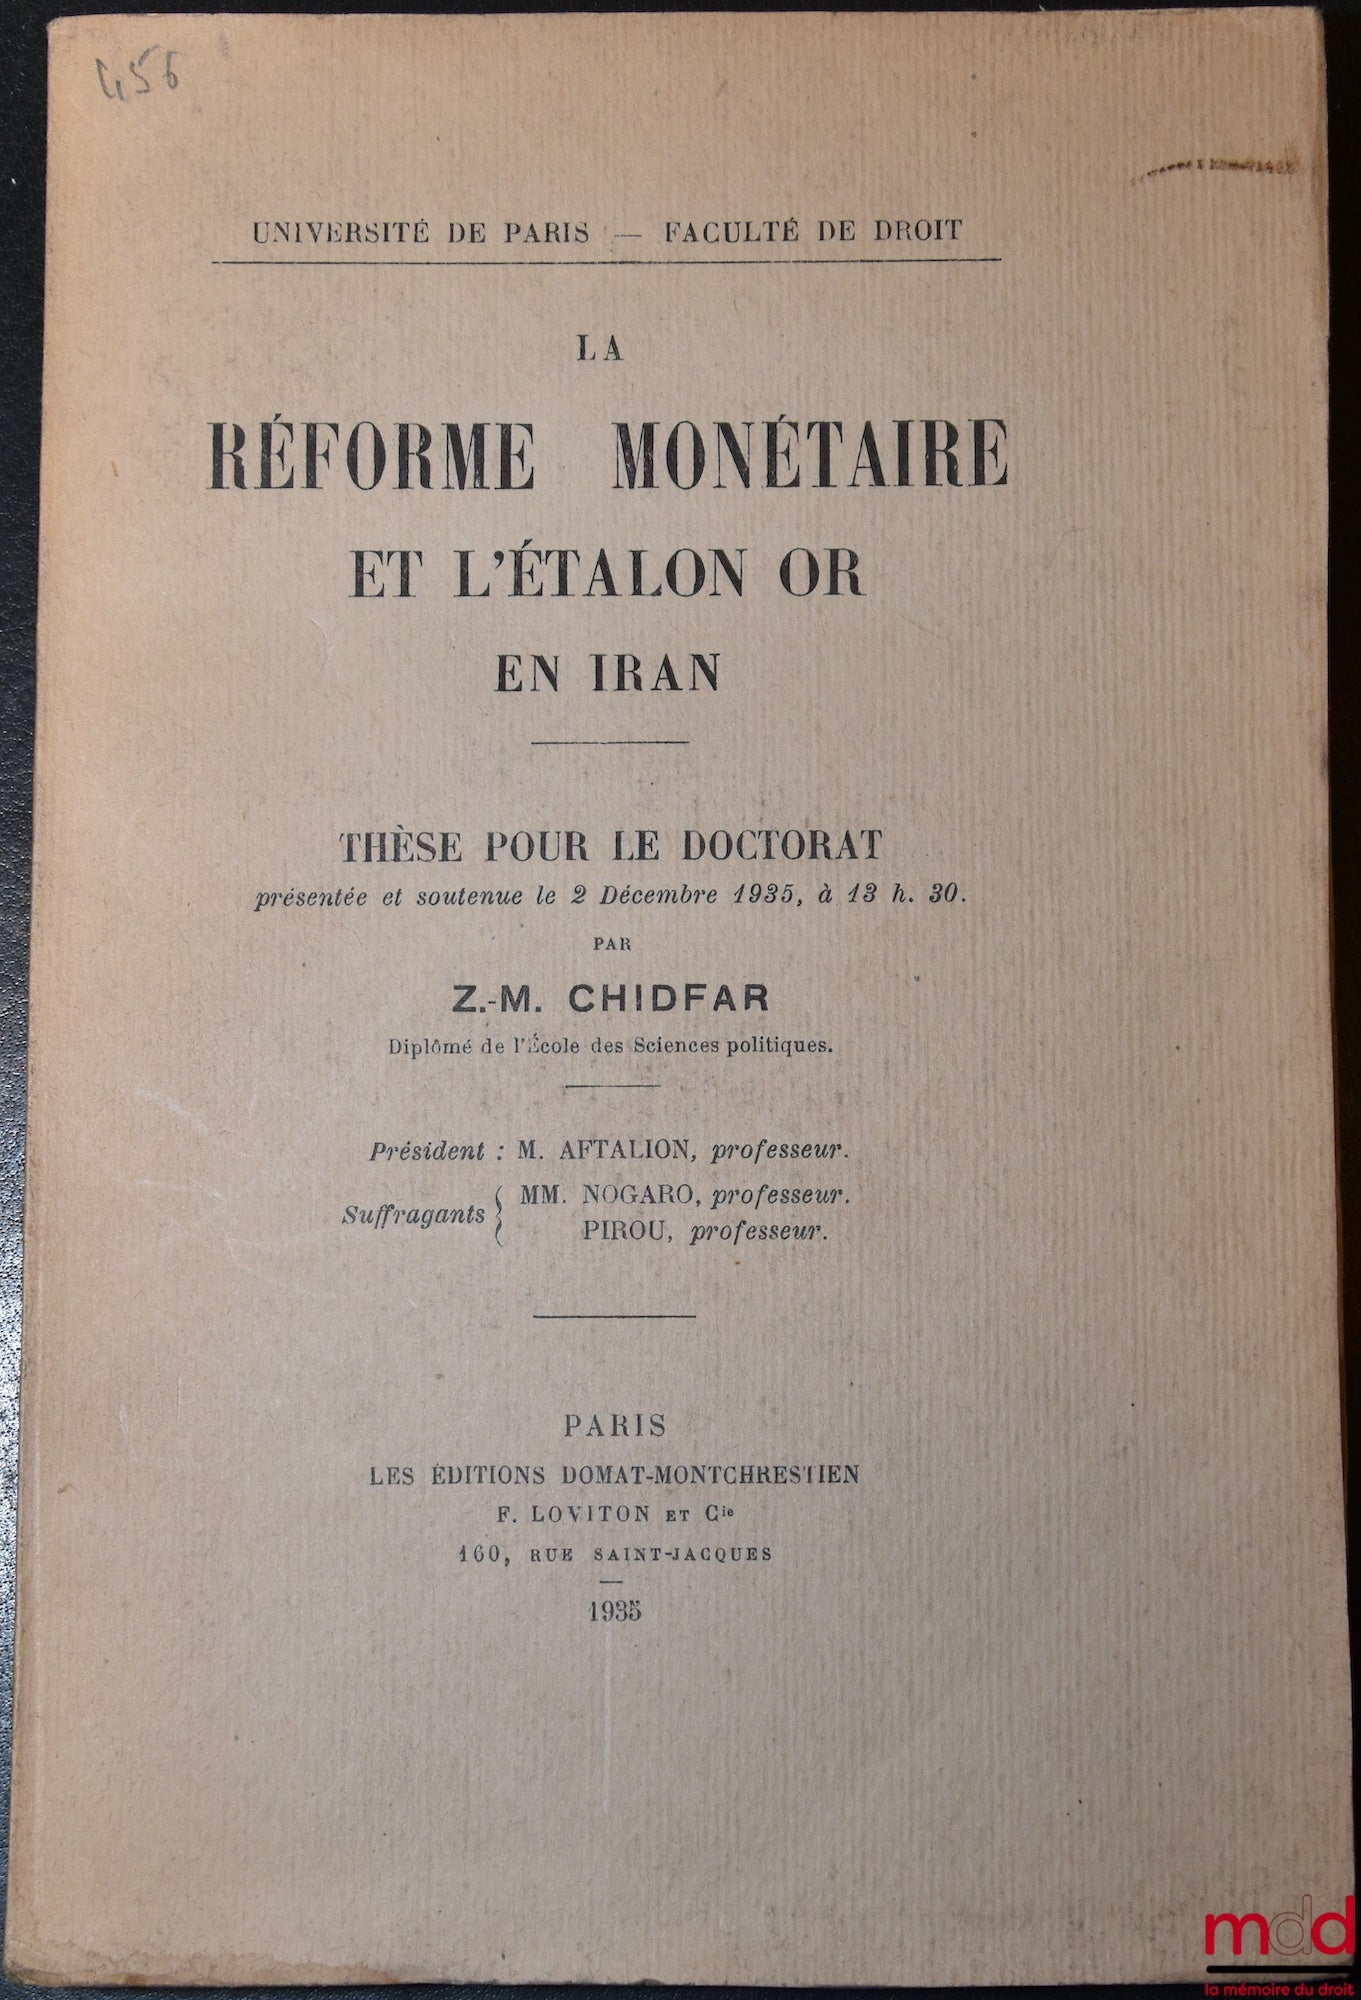 456
UNIVERSITÉ DE PARIS — FACULTÉ DE DROIT
LA
RÉFORME MONÉTAIRE
ET L'ÉTALON OR
EN IRAN
THÈSE POUR LE DOCTORAT
présentée et soutenue le 2 Décembre 1935, à 13 h. 30.
PAR
Z.-M. CHIDFAR
Diplômé de l'École des Sciences politiques.
Président : M. AFTALION, professeur.
Suffragants { MM. NOGARO, professeur.
PIROU, professeur.
PARIS
LES ÉDITIONS DOMAT-MONTCHRESTIEN
F. LOVITON ET Cie
160, RUE SAINT-JACQUES
1935
mdd
la mémoire du droit